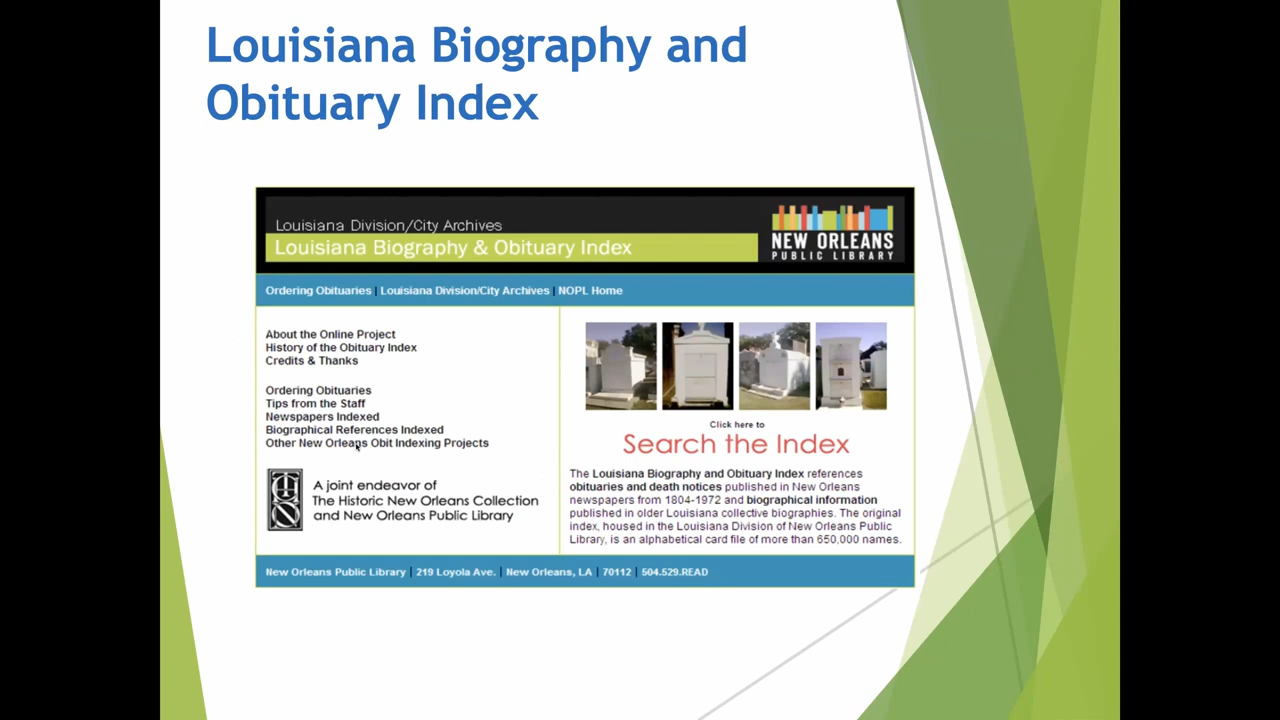 Louisiana Biography and
Obituary Index
Louisiana Division/City Archives
Louisiana Biography & Obituary Index
NEW ORLEANS
PUBLIC LIBRARY
Ordering Obituaries | Louisiana Division/City Archives | NOPL Home
About the Online Project
History of the Obituary Index
Credits & Thanks
Ordering Obituaries
Tips from the Staff
Newspapers Indexed
Biographical References Indexed
Other New Orleans Obit Indexing Projects
A joint endeavor of
The Historic New Orleans Collection
and New Orleans Public Library
Click here to
Search the Index
The Louisiana Biography and Obituary Index references
obituaries and death notices published in New Orleans
newspapers from 1804-1972 and biographical information
published in older Louisiana collective biographies. The original
index, housed in the Louisiana Division of New Orleans Public
Library, is an alphabetical card file of more than 650,000 names.
New Orleans Public Library | 219 Loyola Ave. | New Orleans, LA | 70112 | 504.529.READ